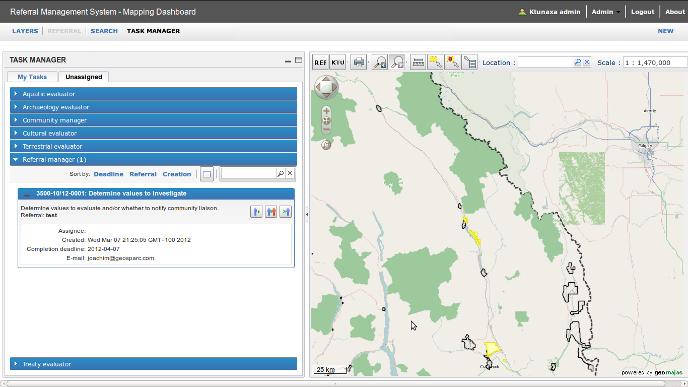 Referral Management System - Mapping Dashboard
Ktunaxa admin
Admin
Logout
About
LAYERS
REFERRAL
SEARCH
TASK MANAGER
NEW
TASK MANAGER
My Tasks
Unassigned
Aquatic evaluator
Archaeology evaluator
Community manager
Cultural evaluator
Terrestrial evaluator
Referral manager (1)
Sort by: Deadline Referral Creation
3500-10/12-0001: Determine values to investigate
Determine values to evaluate and/or whether to notify community liaison.
Referral: test
Assignee:
Created: Wed Mar 07 21:25:05 GMT+100 2012
Completion deadline: 2012-04-07
E-mail: joachim@geosparc.com
Treaty evaluator
REF
KTU
Location :
Scale : 1 : 1,470,000
25 km
powered by geomajas